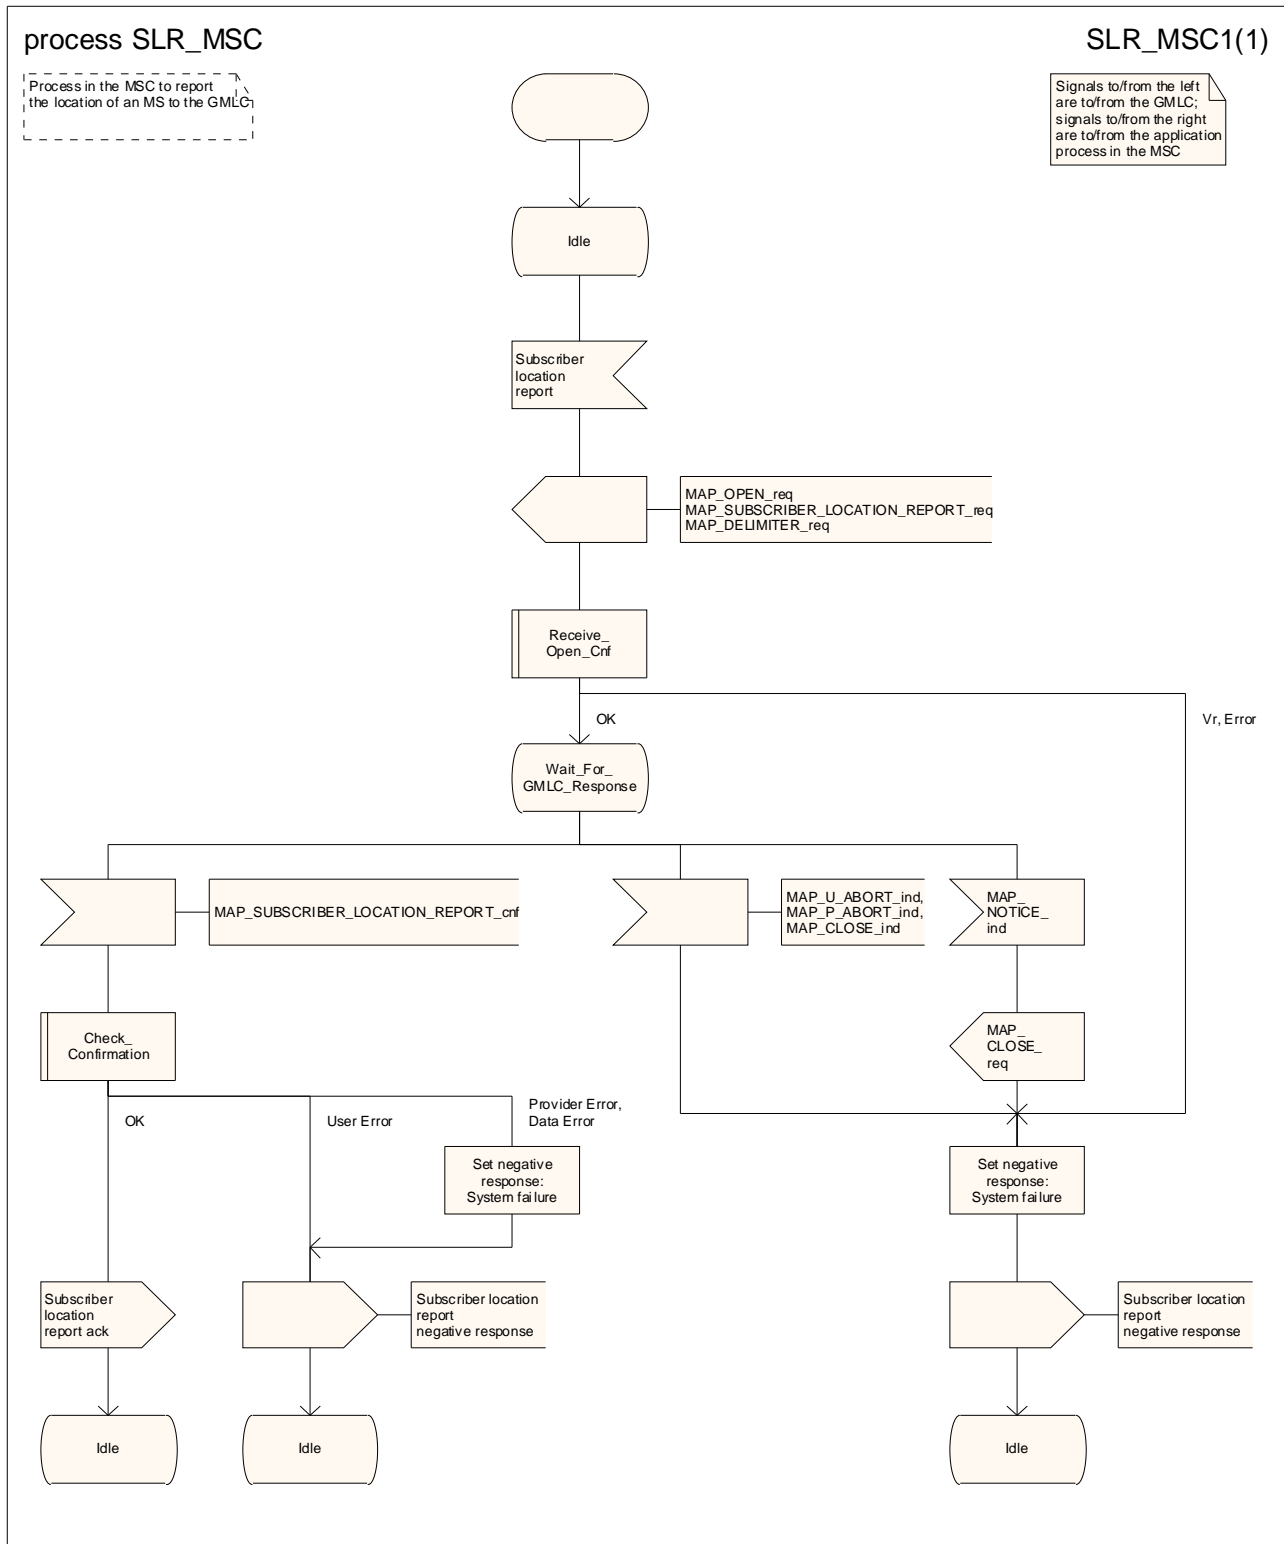 process SLR_MSC
SLR_MSC1(1)
Process in the MSC to report
the location of an MS to the GMLC
Signals to/from the left
are to/from the GMLC;
signals to/from the right
are to/from the application
process in the MSC
Idle
Subscriber
location
report
MAP_OPEN_req
MAP_SUBSCRIBER_LOCATION_REPORT_req
MAP_DELIMITER_req
Receive_
Open_Cnf
OK
Vr, Error
Wait_For_
GMLC_Response
MAP_SUBSCRIBER_LOCATION_REPORT_cnf
MAP_U_ABORT_ind,
MAP_P_ABORT_ind,
MAP_CLOSE_ind
MAP_
NOTICE_
ind
Check_
Confirmation
MAP_
CLOSE_
req
OK
User Error
Provider Error,
Data Error
Set negative
response:
System failure
Set negative
response:
System failure
Subscriber
location
report ack
Subscriber location
report
negative response
Subscriber location
report
negative response
Idle
Idle
Idle